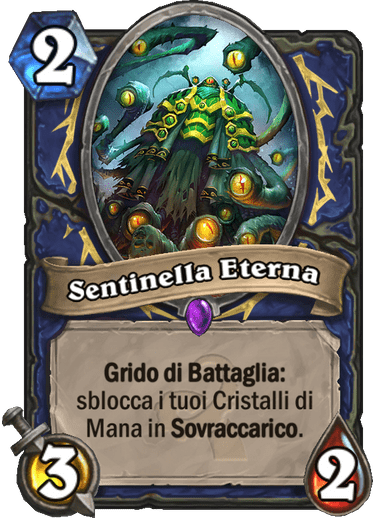 2
Sentinella Eterna
Grido di Battaglia:
sblocca i tuoi Cristalli di
Mana in Sovraccarico.
3
2